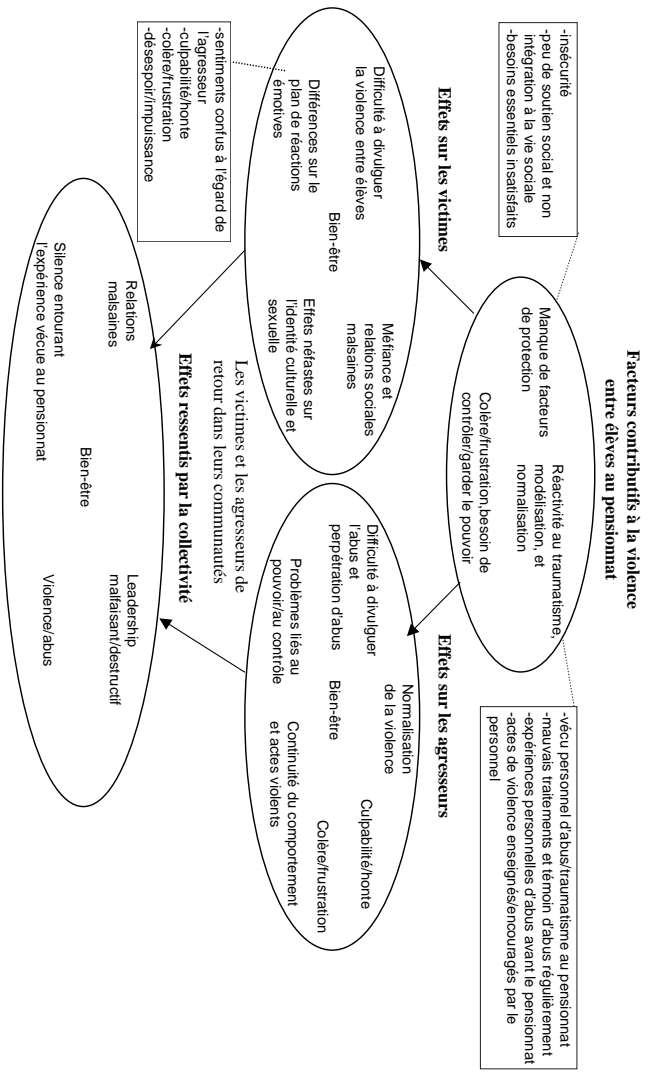 Facteurs contributifs à la violence
entre élèves au pensionnat
-insécurité
-peu de soutien social et non
intégration à la vie sociale
-besoins essentiels insatisfaits
Manque de facteurs
de protection
Réactivité au traumatisme,
modélisation, et
normalisation
Colère/frustration,besoin de
contrôler/garder le pouvoir
-vécu personnel d'abus/traumatisme au pensionnat
-mauvais traitements et témoin d'abus régulièrement
-expériences personnelles d'abus avant le pensionnat
-actes de violence enseignés/encouragés par le
personnel
Effets sur les victimes
Difficulté à divulguer
la violence entre élèves
Méfiance et
relations sociales
malsaines
Bien-être
Différences sur le
plan de réactions
émotives
Effets néfastes sur
l'identité culturelle et
sexuelle
-sentiments confus à l'égard de
l'agresseur
-culpabilité/honte
-colère/frustration
-désespoir/impuissance
Effets sur les agresseurs
Normalisation
de la violence
Difficulté à divulguer
l'abus et
perpétration d'abus
Culpabilité/honte
Bien-être
Colère/frustration
Problèmes liés au
pouvoir/au contrôle
Continuité du comportement
et actes violents
Les victimes et les agresseurs de
retour dans leurs communautés
Effets ressentis par la collectivité
Relations
malsaines
Leadership
malfaisant/destructif
Bien-être
Silence entourant
l'expérience vécue au pensionnat
Violence/abus